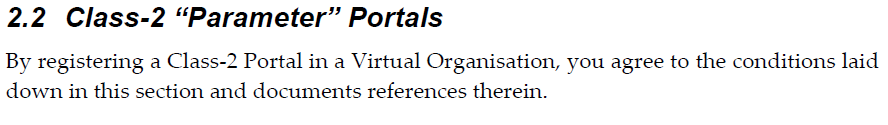 2.2 Class-2 “Parameter” Portals
By registering a Class-2 Portal in a Virtual Organisation, you agree to the conditions laid
down in this section and documents references therein.